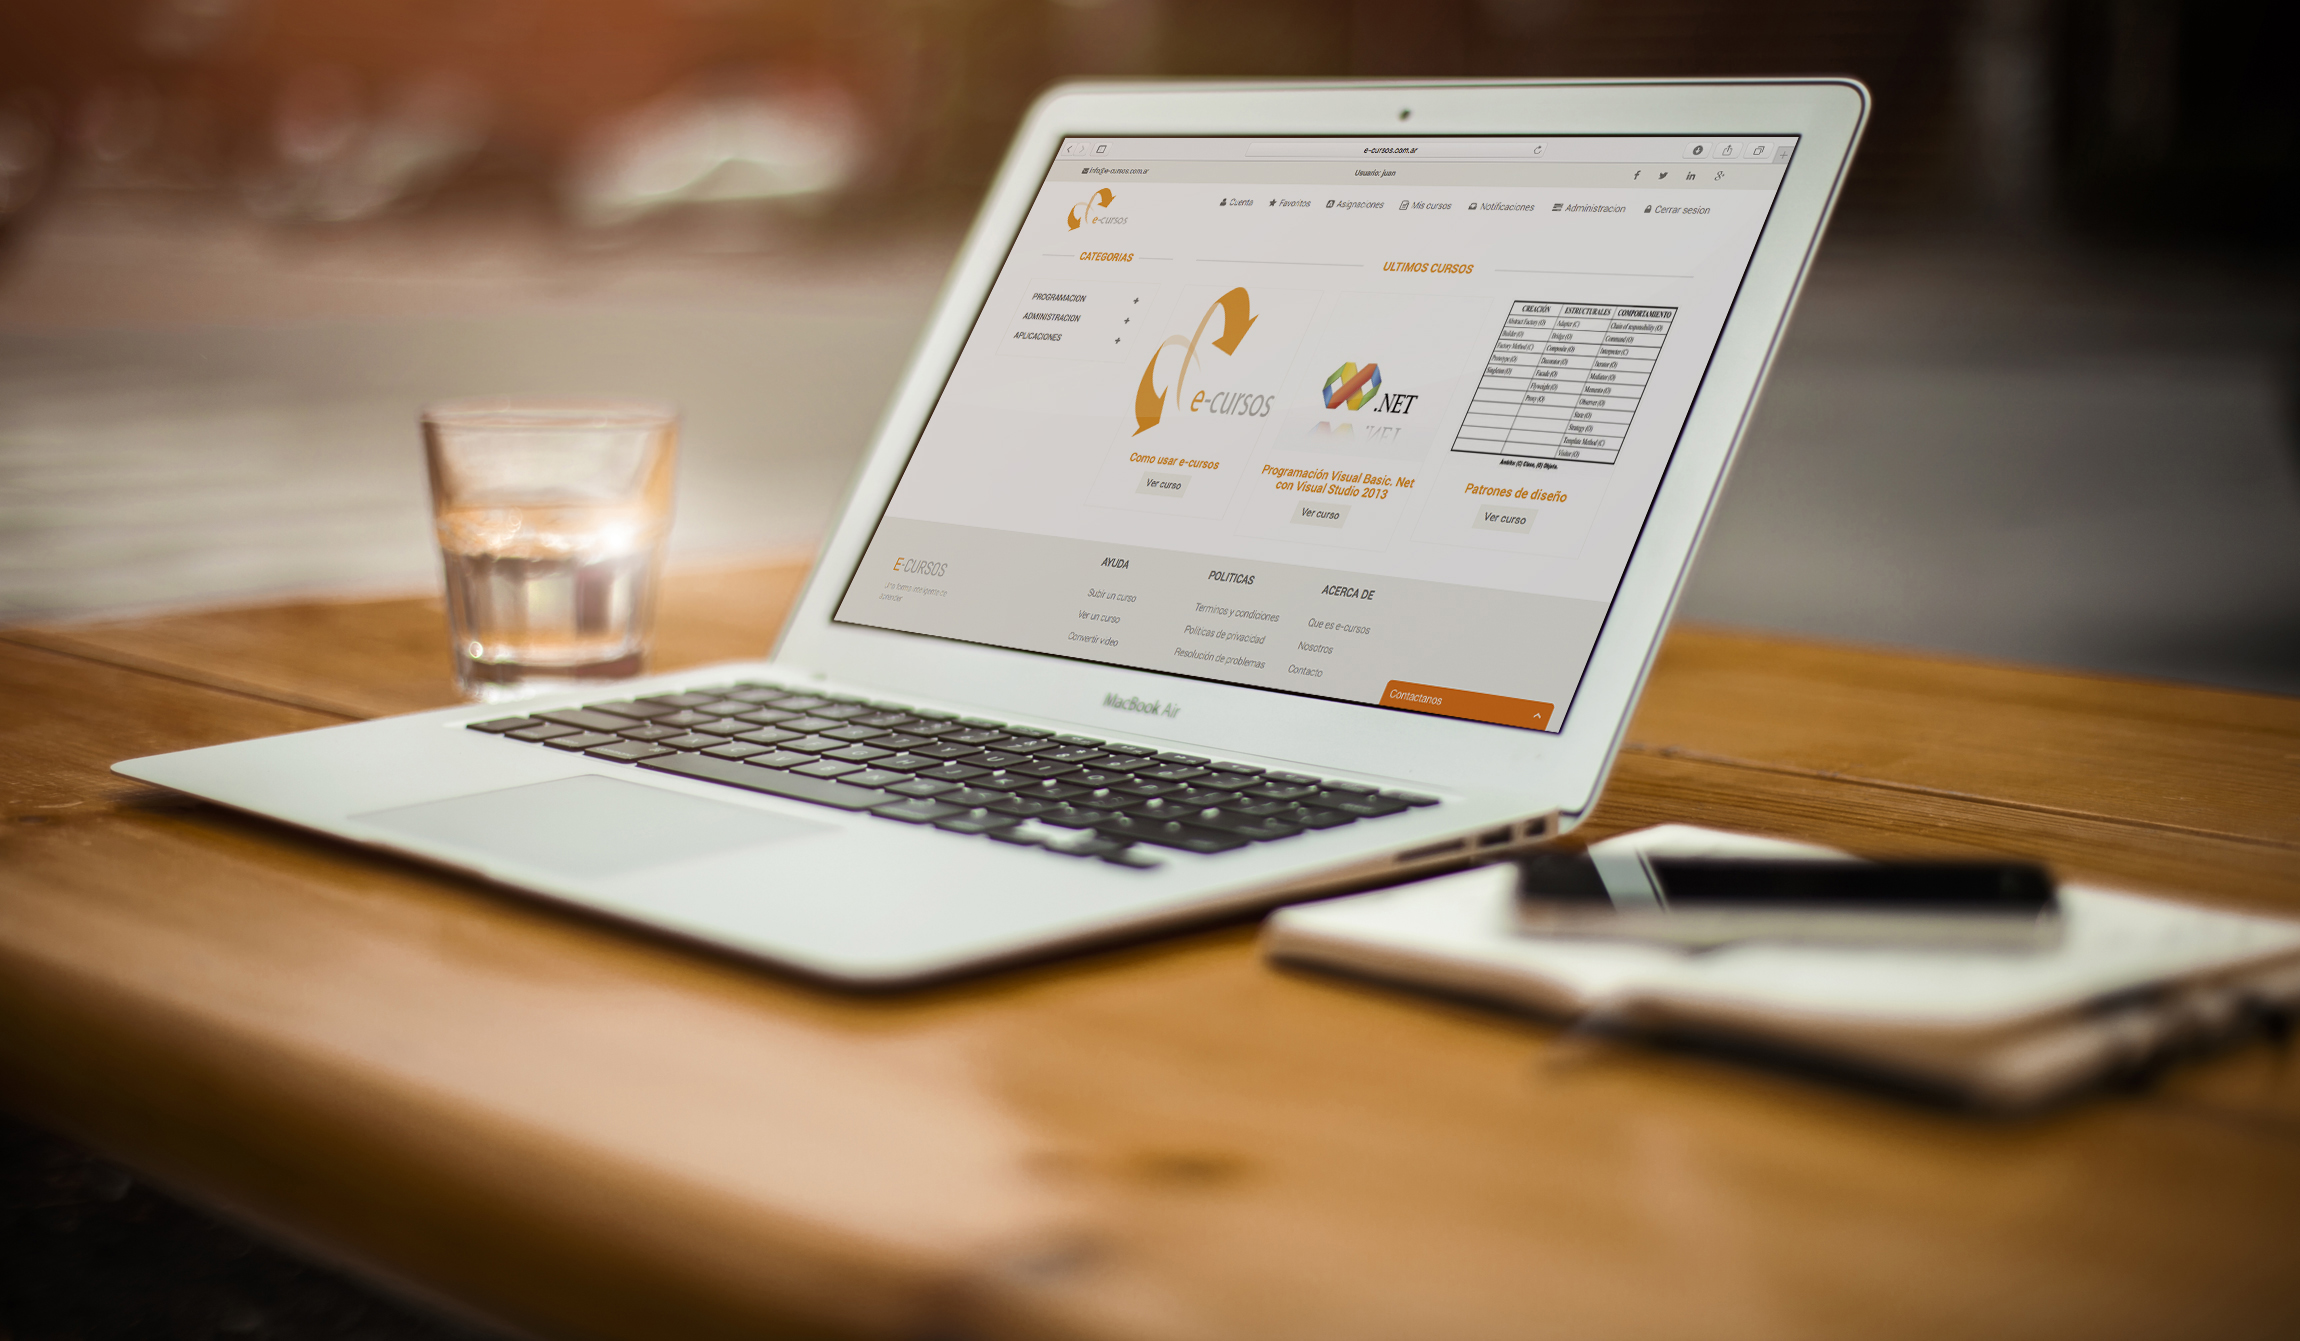 e-cursos.com.ar
info@e-cursos.com.ar
Usuario: juan
e-cursos
Cuenta Favoritos Asignaciones Mis cursos Notificaciones Administracion Cerrar sesion
CATEGORIAS
PROGRAMACION +
ADMINISTRACION +
APLICACIONES +
ULTIMOS CURSOS
e-cursos
Como usar e-cursos
Ver curso
.NET
Programación Visual Basic. Net
con Visual Studio 2013
Ver curso
CREACIÓN ESTRUCTURALES COMPORTAMIENTO
Abstract Factory (O) Adapter (C) Chain of responsibility (O)
Builder (O) Bridge (O) Command (O)
Factory Method (C) Composite (O) Interpreter (C)
Prototype (O) Decorator (O) Iterator (O)
Singleton (O) Facade (O) Mediator (O)
Flyweight (O) Memento (O)
Proxy (O) Observer (O)
State (O)
Strategy (O)
Template Method (C)
Visitor (O)
Ámbito: (C) Clase, (O) Objeto.
Patrones de diseño
Ver curso
E-CURSOS
Una forma inteligente de
aprender
AYUDA
Subir un curso
Ver un curso
Convertir video
POLITICAS
Terminos y condiciones
Politicas de privacidad
Resolución de problemas
ACERCA DE
Que es e-cursos
Nosotros
Contacto
Contactanos
MacBook Air